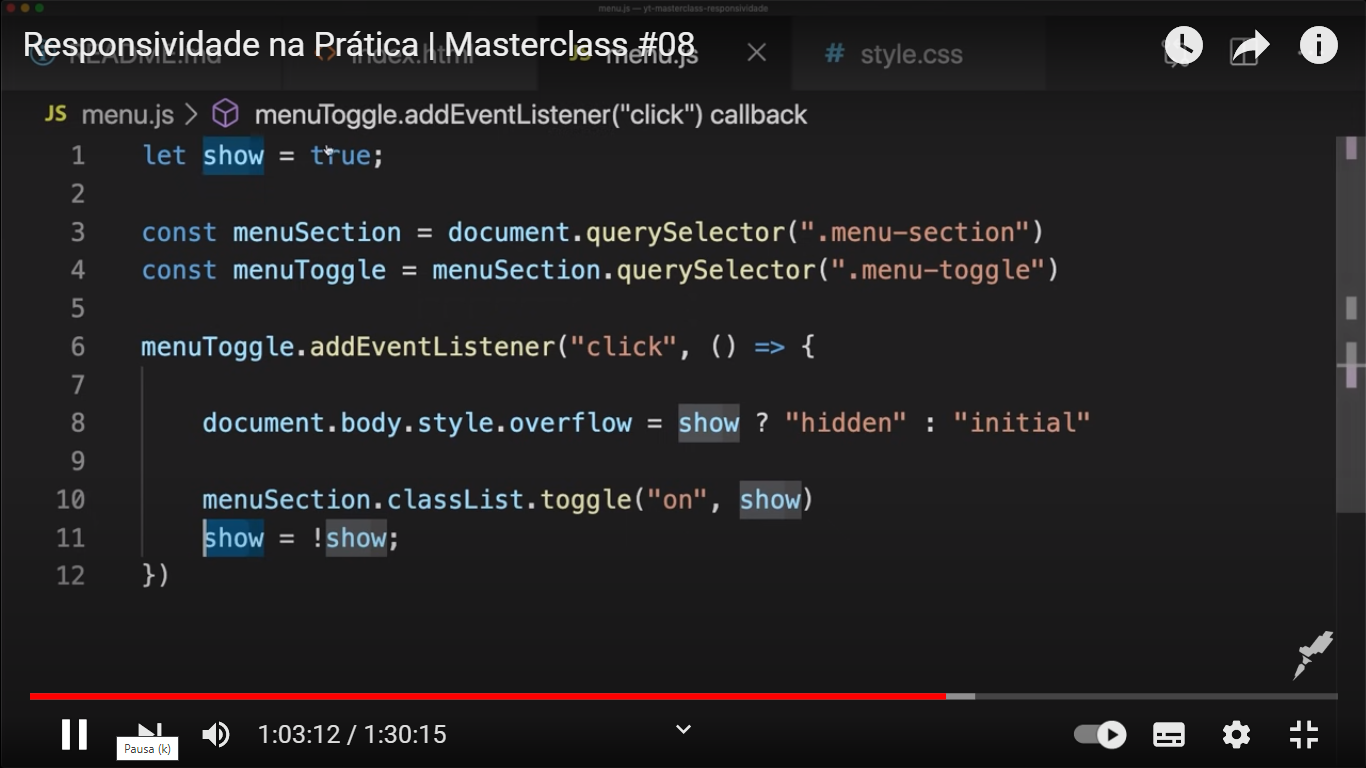 menu.js — yt-masterclass-responsividade
Responsividade na Prática | Masterclass #08
README.md
index.html
JS menu.js
# style.css
JS menu.js > menuToggle.addEventListener("click") callback
1 let show = true;
2
3 const menuSection = document.querySelector(".menu-section")
4 const menuToggle = menuSection.querySelector(".menu-toggle")
5
6 menuToggle.addEventListener("click", () => {
7
8 document.body.style.overflow = show ? "hidden" : "initial"
9
10 menuSection.classList.toggle("on", show)
11 show = !show;
12 })
1:03:12 / 1:30:15
Pausa (k)